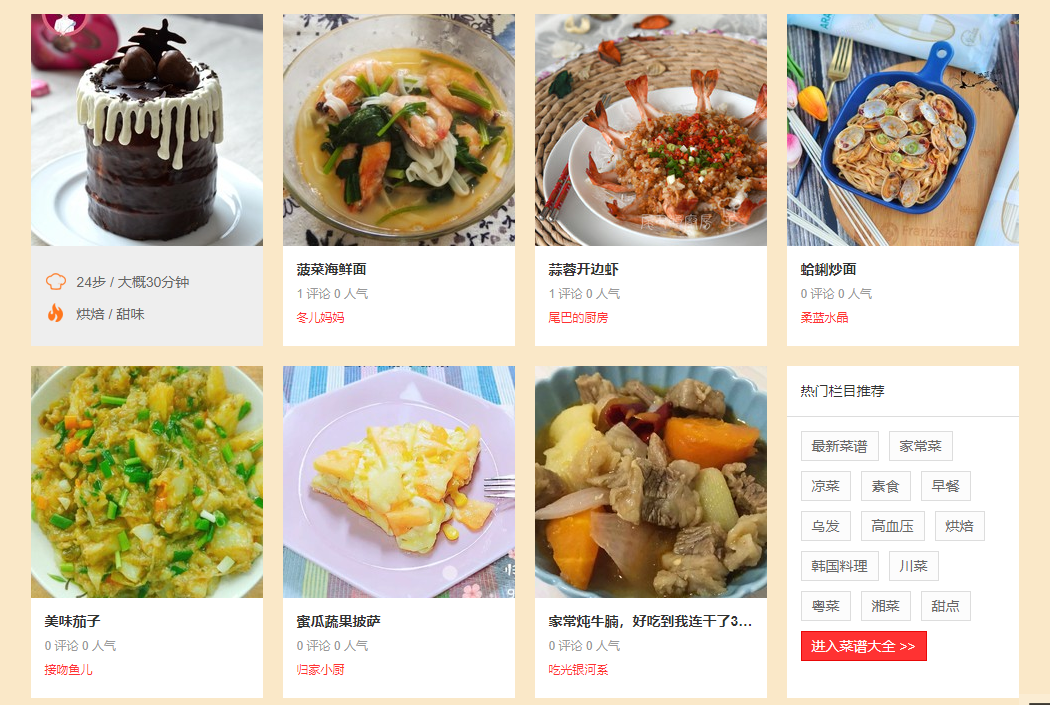 24步 / 大概30分钟
烘焙 / 甜味
菠菜海鲜面
1 评论 0 人气
冬儿妈妈
蒜蓉开边虾
1 评论 0 人气
尾巴的厨房
蛤蜊炒面
0 评论 0 人气
柔蓝水晶
美味茄子
0 评论 0 人气
接吻鱼儿
蜜瓜蔬果披萨
0 评论 0 人气
归家小厨
家常炖牛腩，好吃到我连干了3...
0 评论 0 人气
吃光银河系
热门栏目推荐
最新菜谱 家常菜
凉菜 素食 早餐
乌发 高血压 烘焙
韩国料理 川菜
粤菜 湘菜 甜点
进入菜谱大全 >>